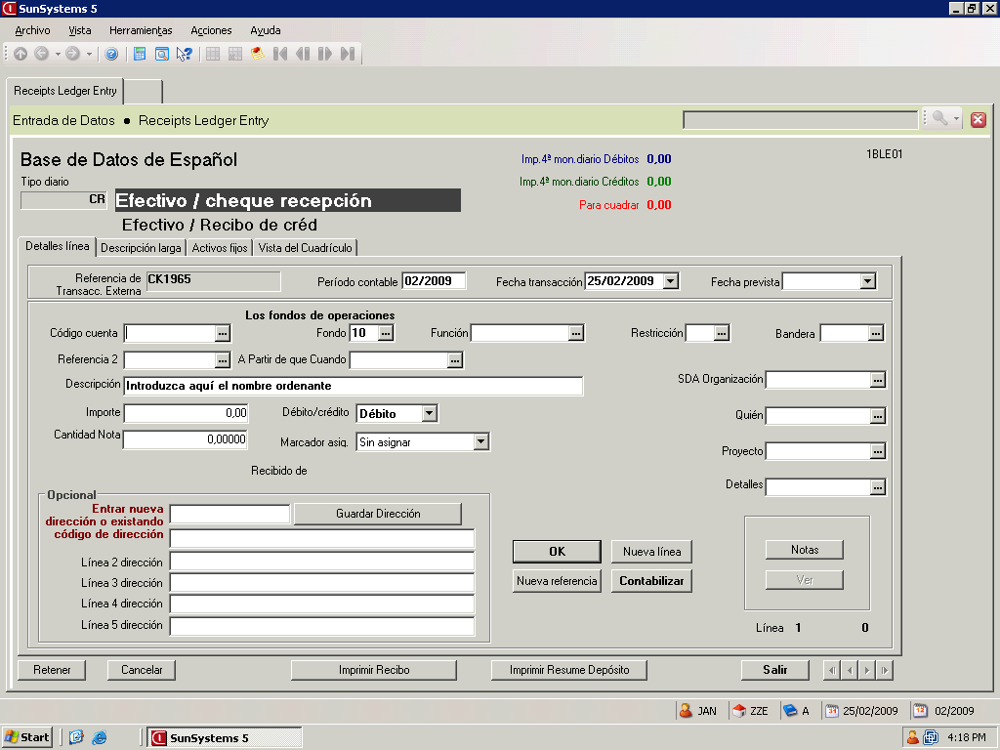 SunSystems 5
Archivo Vista Herramientas Acciones Ayuda
Receipts Ledger Entry
Entrada de Datos ● Receipts Ledger Entry
Base de Datos de Español
Imp.4ª mon.diario Débitos 0,00
1BLE01
Tipo diario
Imp.4ª mon.diario Créditos 0,00
CR Efectivo / cheque recepción
Para cuadrar 0,00
Efectivo / Recibo de créd
Detalles línea Descripción larga Activos fijos Vista del Cuadrículo
Referencia de
Transacc. Externa
CK1965
Período contable 02/2009
Fecha transacción 25/02/2009
Fecha prevista
Los fondos de operaciones
Código cuenta
Fondo 10 ...
Función
Restricción
Bandera
Referencia 2
A Partir de que Cuando
Descripción Introduzca aquí el nombre ordenante
SDA Organización
Importe 0,00
Débito/crédito Débito
Quién
Cantidad Nota 0,00000
Marcador asig. Sin asignar
Proyecto
Recibido de
Detalles
Opcional
Entrar nueva
dirección o existando
código de dirección
Guardar Dirección
Línea 2 dirección
Línea 3 dirección
Línea 4 dirección
Línea 5 dirección
OK Nueva línea
Nueva referencia Contabilizar
Notas
Ver
Línea 1 0
Retener Cancelar Imprimir Recibo Imprimir Resume Depósito Salir
JAN ZZE A 25/02/2009 02/2009
Start SunSystems 5 4:18 PM